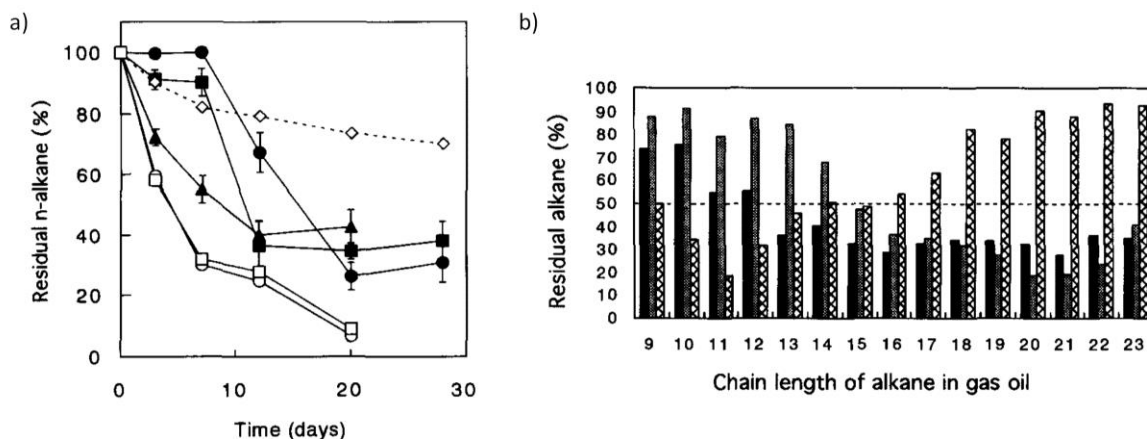 a)
100
80
60
40
20
0
Residual n-alkane (%)
0 10 20 30
Time (days)
b)
100
90
80
70
60
50
40
30
20
10
0
Residual alkane (%)
9 10 11 12 13 14 15 16 17 18 19 20 21 22 23
Chain length of alkane in gas oil